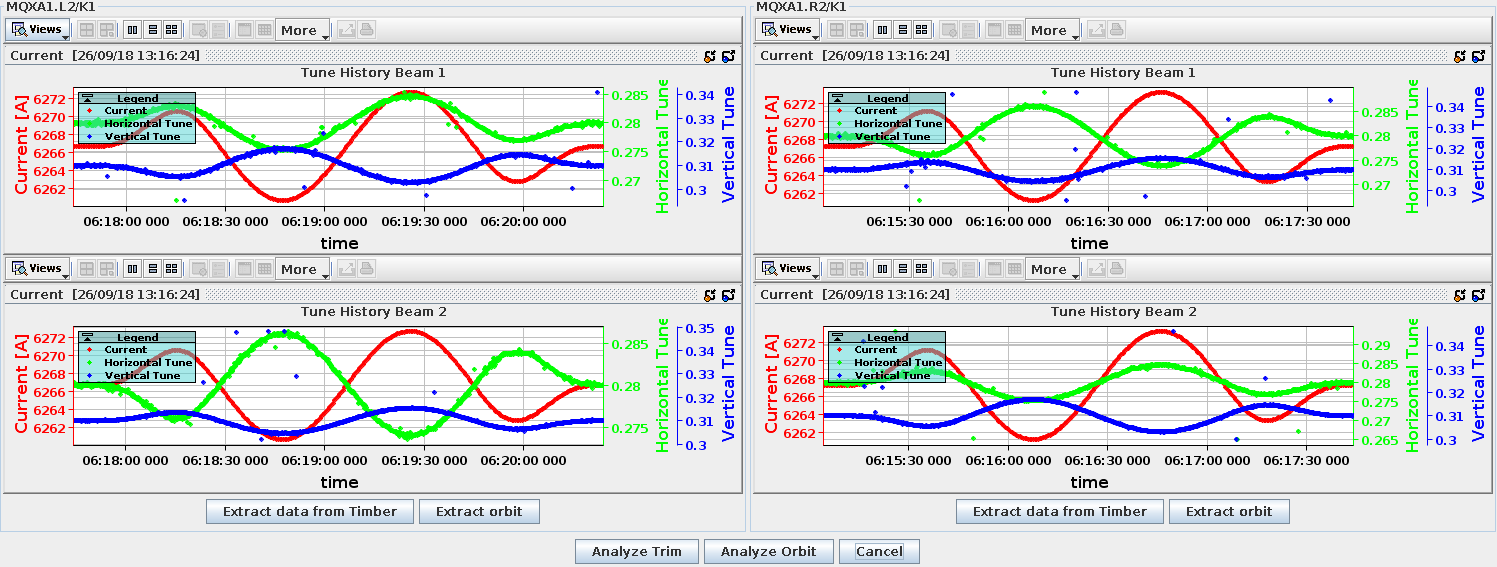 MQXA1.L2/K1
Views More
Current [26/09/18 13:16:24]
Tune History Beam 1
Current [A]
6272
6270
6268
6266
6264
6262
Legend
Current
Horizontal Tune
Vertical Tune
0.285
0.28
0.275
0.27
Horizontal Tune
0.34
0.33
0.32
0.31
0.3
Vertical Tune
06:18:00 000 06:18:30 000 06:19:00 000 06:19:30 000 06:20:00 000
time
Views More
Current [26/09/18 13:16:24]
Tune History Beam 2
Current [A]
6272
6270
6268
6266
6264
6262
Legend
Current
Horizontal Tune
Vertical Tune
0.285
0.28
0.275
Horizontal Tune
0.35
0.34
0.33
0.32
0.31
0.3
Vertical Tune
06:18:00 000 06:18:30 000 06:19:00 000 06:19:30 000 06:20:00 000
time
Extract data from Timber Extract orbit
MQXA1.R2/K1
Views More
Current [26/09/18 13:16:24]
Tune History Beam 1
Current [A]
6272
6270
6268
6266
6264
6262
Legend
Current
Horizontal Tune
Vertical Tune
0.285
0.28
0.275
0.27
Horizontal Tune
0.34
0.33
0.32
0.31
0.3
Vertical Tune
06:15:30 000 06:16:00 000 06:16:30 000 06:17:00 000 06:17:30 000
time
Views More
Current [26/09/18 13:16:24]
Tune History Beam 2
Current [A]
6272
6270
6268
6266
6264
6262
Legend
Current
Horizontal Tune
Vertical Tune
0.29
0.285
0.28
0.275
0.27
0.265
Horizontal Tune
0.34
0.33
0.32
0.31
0.3
Vertical Tune
06:15:30 000 06:16:00 000 06:16:30 000 06:17:00 000 06:17:30 000
time
Extract data from Timber Extract orbit
Analyze Trim Analyze Orbit Cancel